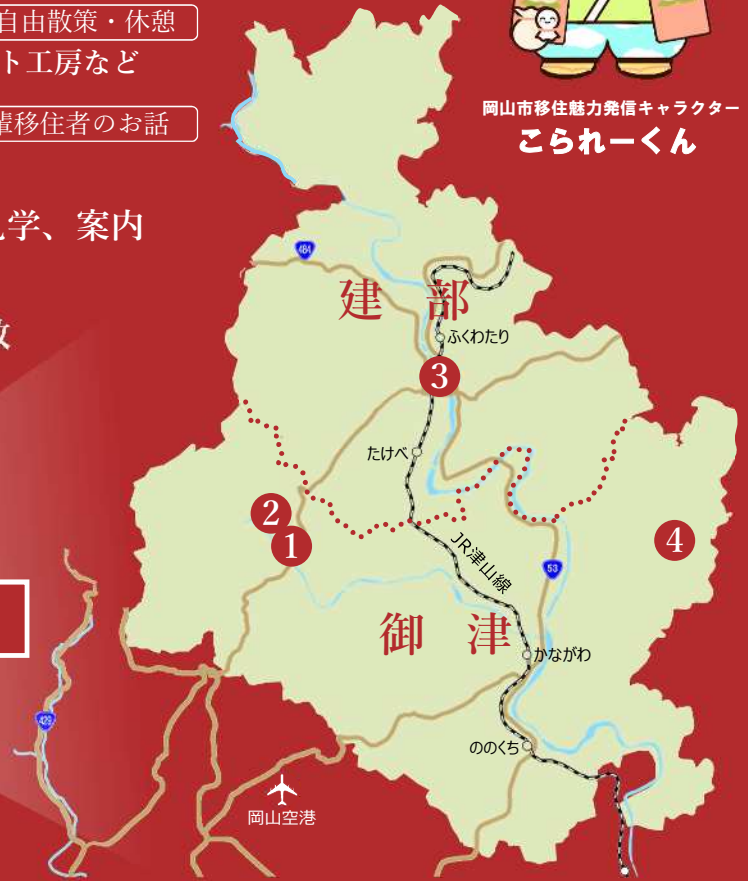 自由散策・休憩
ト工房など
輩移住者のお話
学、案内
岡山市移住魅力発信キャラクター
こられーくん
484
建部
ふくわたり
3
たけべ
2
1
4
JR津山線
53
御津
かながわ
ののくち
429
岡山空港